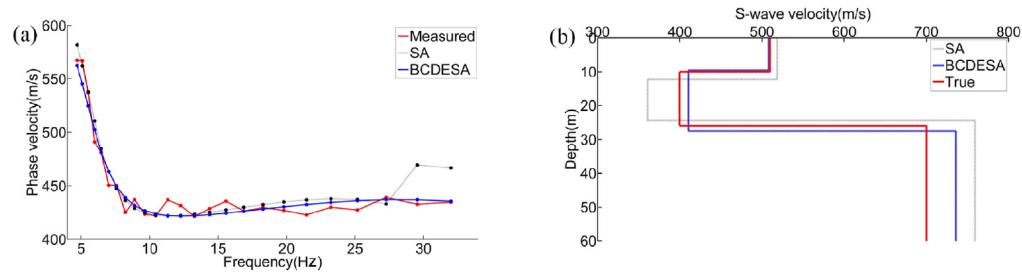 (a)
Measured
SA
BCDESA
Phase velocity(m/s)
600
550
500
450
400
5 10 15 20 25 30
Frequency(Hz)
(b)
S-wave velocity(m/s)
300 400 500 600 700 800
SA
BCDESA
True
Depth(m)
0
10
20
30
40
50
60